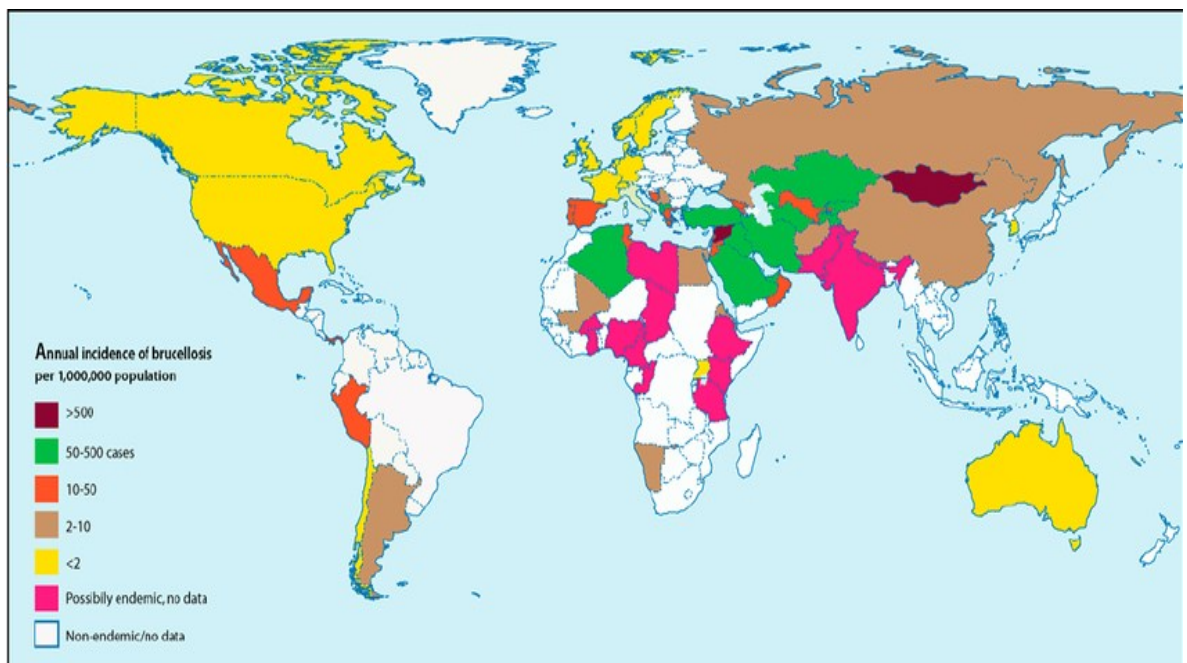 Annual incidence of brucellosis
per 1,000,000 population
>500
50-500 cases
10-50
2-10
<2
Possibily endemic, no data
Non-endemic/no data